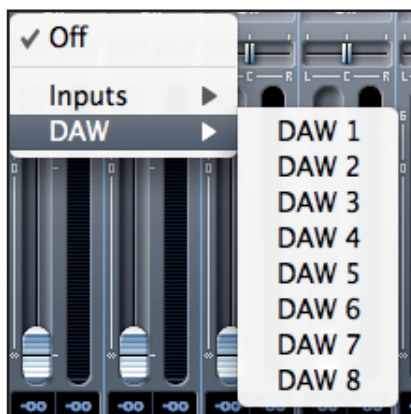 ✓ Off
Inputs ▶
DAW ▶
DAW 1
DAW 2
DAW 3
DAW 4
DAW 5
DAW 6
DAW 7
DAW 8
L C R L C R
-oo -oo -oo -oo -oo -oo -oo